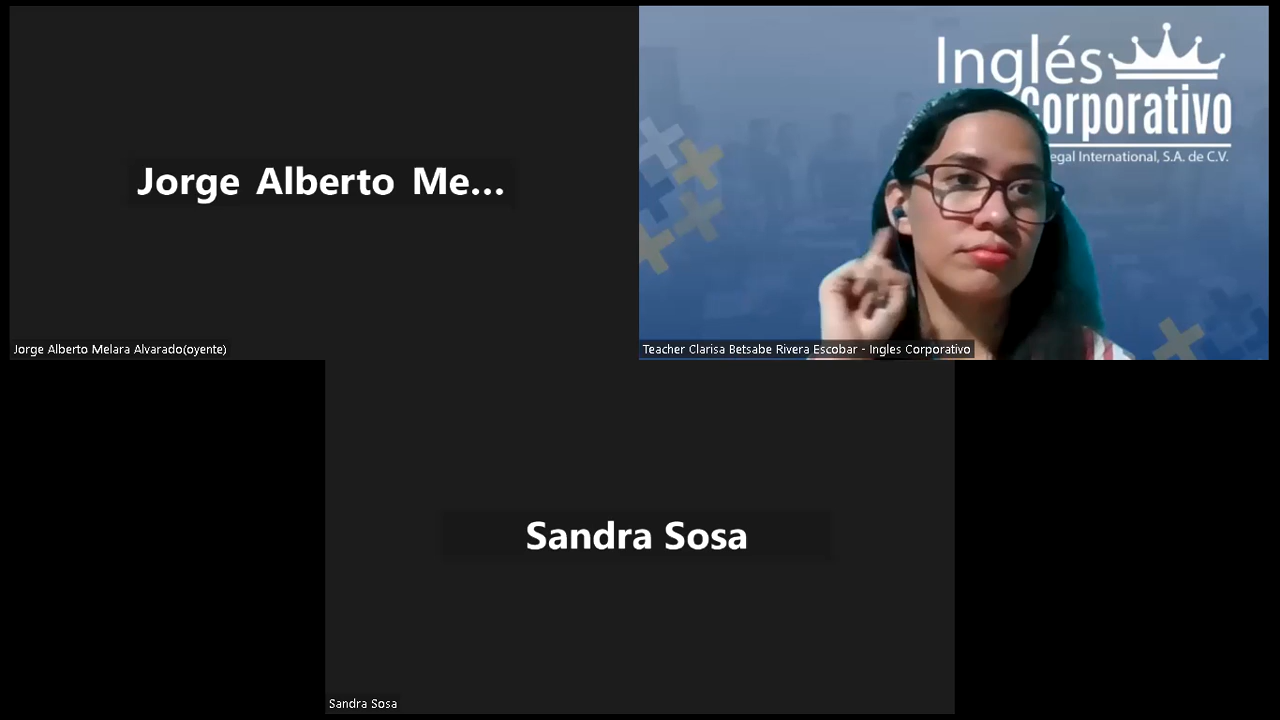 Jorge Alberto Me...
Jorge Alberto Melara Alvarado(oyente)
Inglés
Corporativo
egal International, S.A. de C.V.
Teacher Clarisa Betsabe Rivera Escobar - Ingles Corporativo
Sandra Sosa
Sandra Sosa